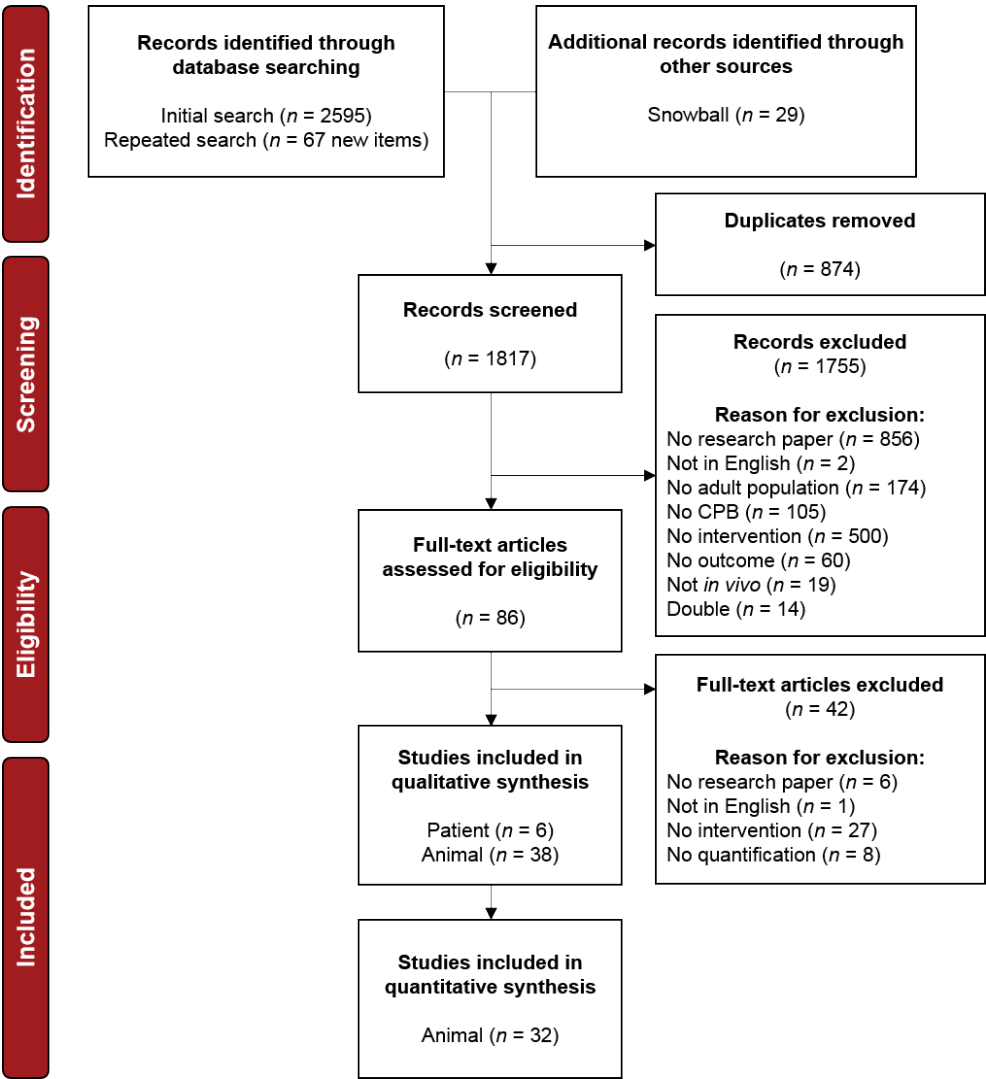 Identification
Records identified through
database searching
Initial search (n = 2595)
Repeated search (n = 67 new items)
Additional records identified through
other sources
Snowball (n = 29)
Duplicates removed
(n = 874)
Screening
Records screened
(n = 1817)
Records excluded
(n = 1755)
Reason for exclusion:
No research paper (n = 856)
Not in English (n = 2)
No adult population (n = 174)
No CPB (n = 105)
No intervention (n = 500)
No outcome (n = 60)
Not in vivo (n = 19)
Double (n = 14)
Eligibility
Full-text articles
assessed for eligibility
(n = 86)
Full-text articles excluded
(n = 42)
Reason for exclusion:
No research paper (n = 6)
Not in English (n = 1)
No intervention (n = 27)
No quantification (n = 8)
Included
Studies included in
qualitative synthesis
Patient (n = 6)
Animal (n = 38)
Studies included in
quantitative synthesis
Animal (n = 32)